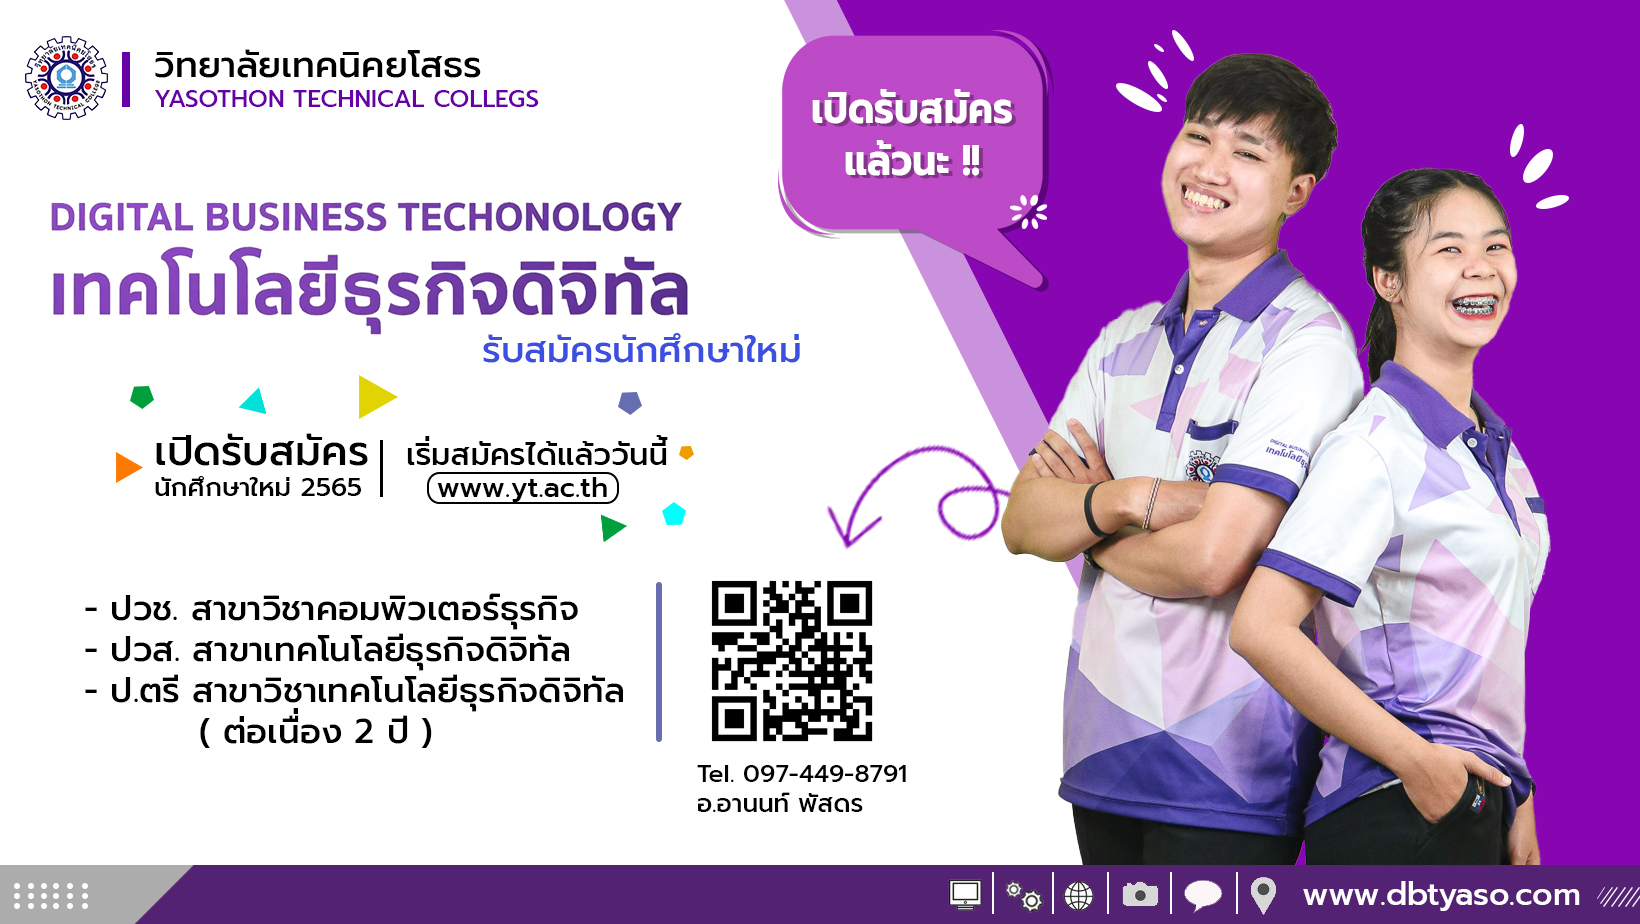 วิทยาลัยเทคนิคยโสธร
YASOTHON TECHNICAL COLLEGS
เปิดรับสมัคร
แล้วนะ !!
DIGITAL BUSINESS TECHONOLOGY
เทคโนโลยีธุรกิจดิจิทัล
รับสมัครนักศึกษาใหม่
เปิดรับสมัคร
นักศึกษาใหม่ 2565
เริ่มสมัครได้แล้ววันนี้
www.yt.ac.th
- ปวช. สาขาวิชาคอมพิวเตอร์ธุรกิจ
- ปวส. สาขาเทคโนโลยีธุรกิจดิจิทัล
- ป.ตรี สาขาวิชาเทคโนโลยีธุรกิจดิจิทัล
( ต่อเนื่อง 2 ปี )
Tel. 097-449-8791
อ.อานนท์ พัสดร
www.dbtyaso.com